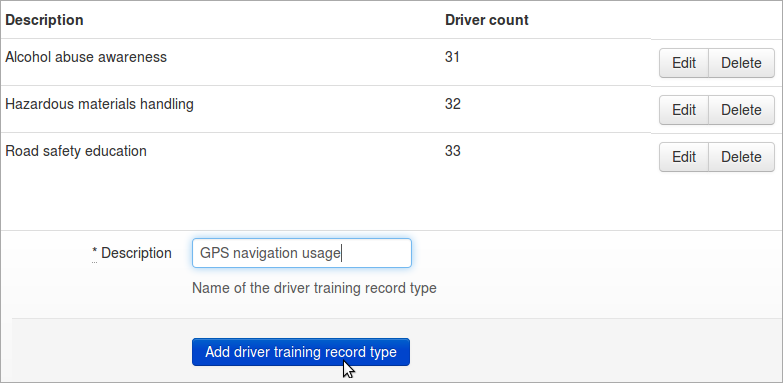 Description Driver count
Alcohol abuse awareness 31 Edit Delete
Hazardous materials handling 32 Edit Delete
Road safety education 33 Edit Delete
* Description GPS navigation usage
Name of the driver training record type
Add driver training record type